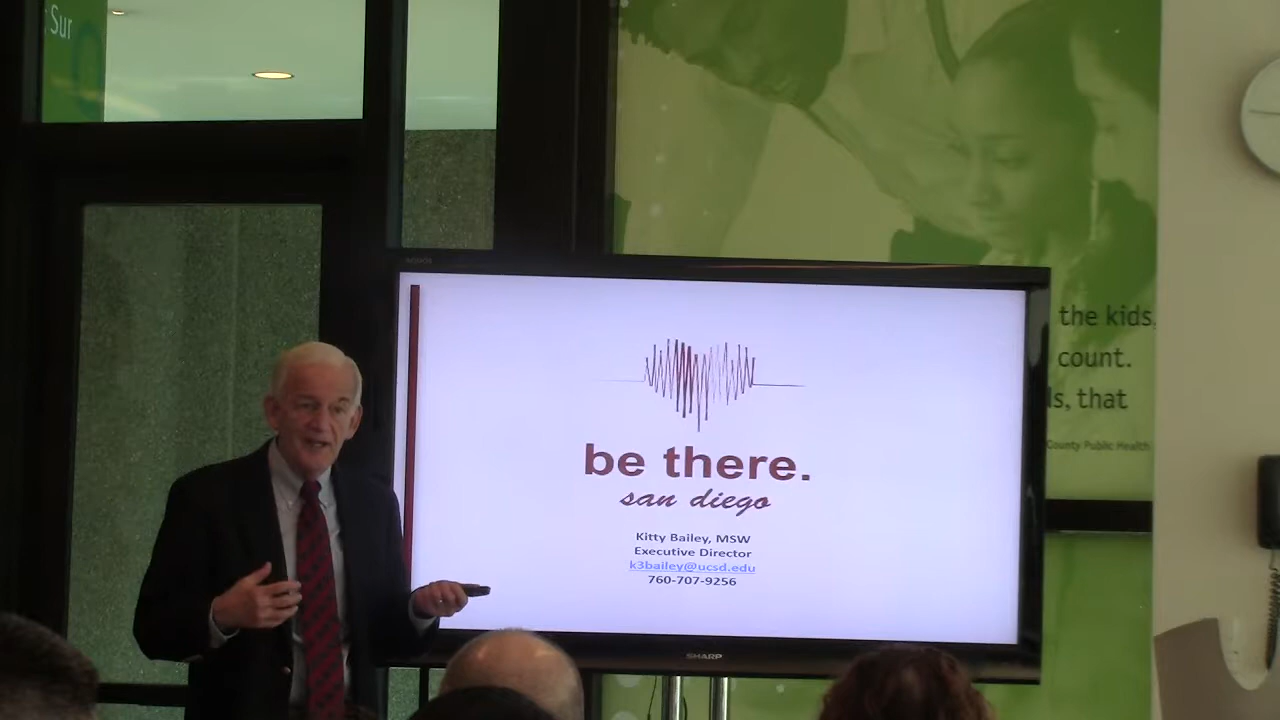 Sur
be there.
san diego
Kitty Bailey, MSW
Executive Director
k3bailey@ucsd.edu
760-707-9256
SHARP
the kids,
count.
ls, that
County Public Health